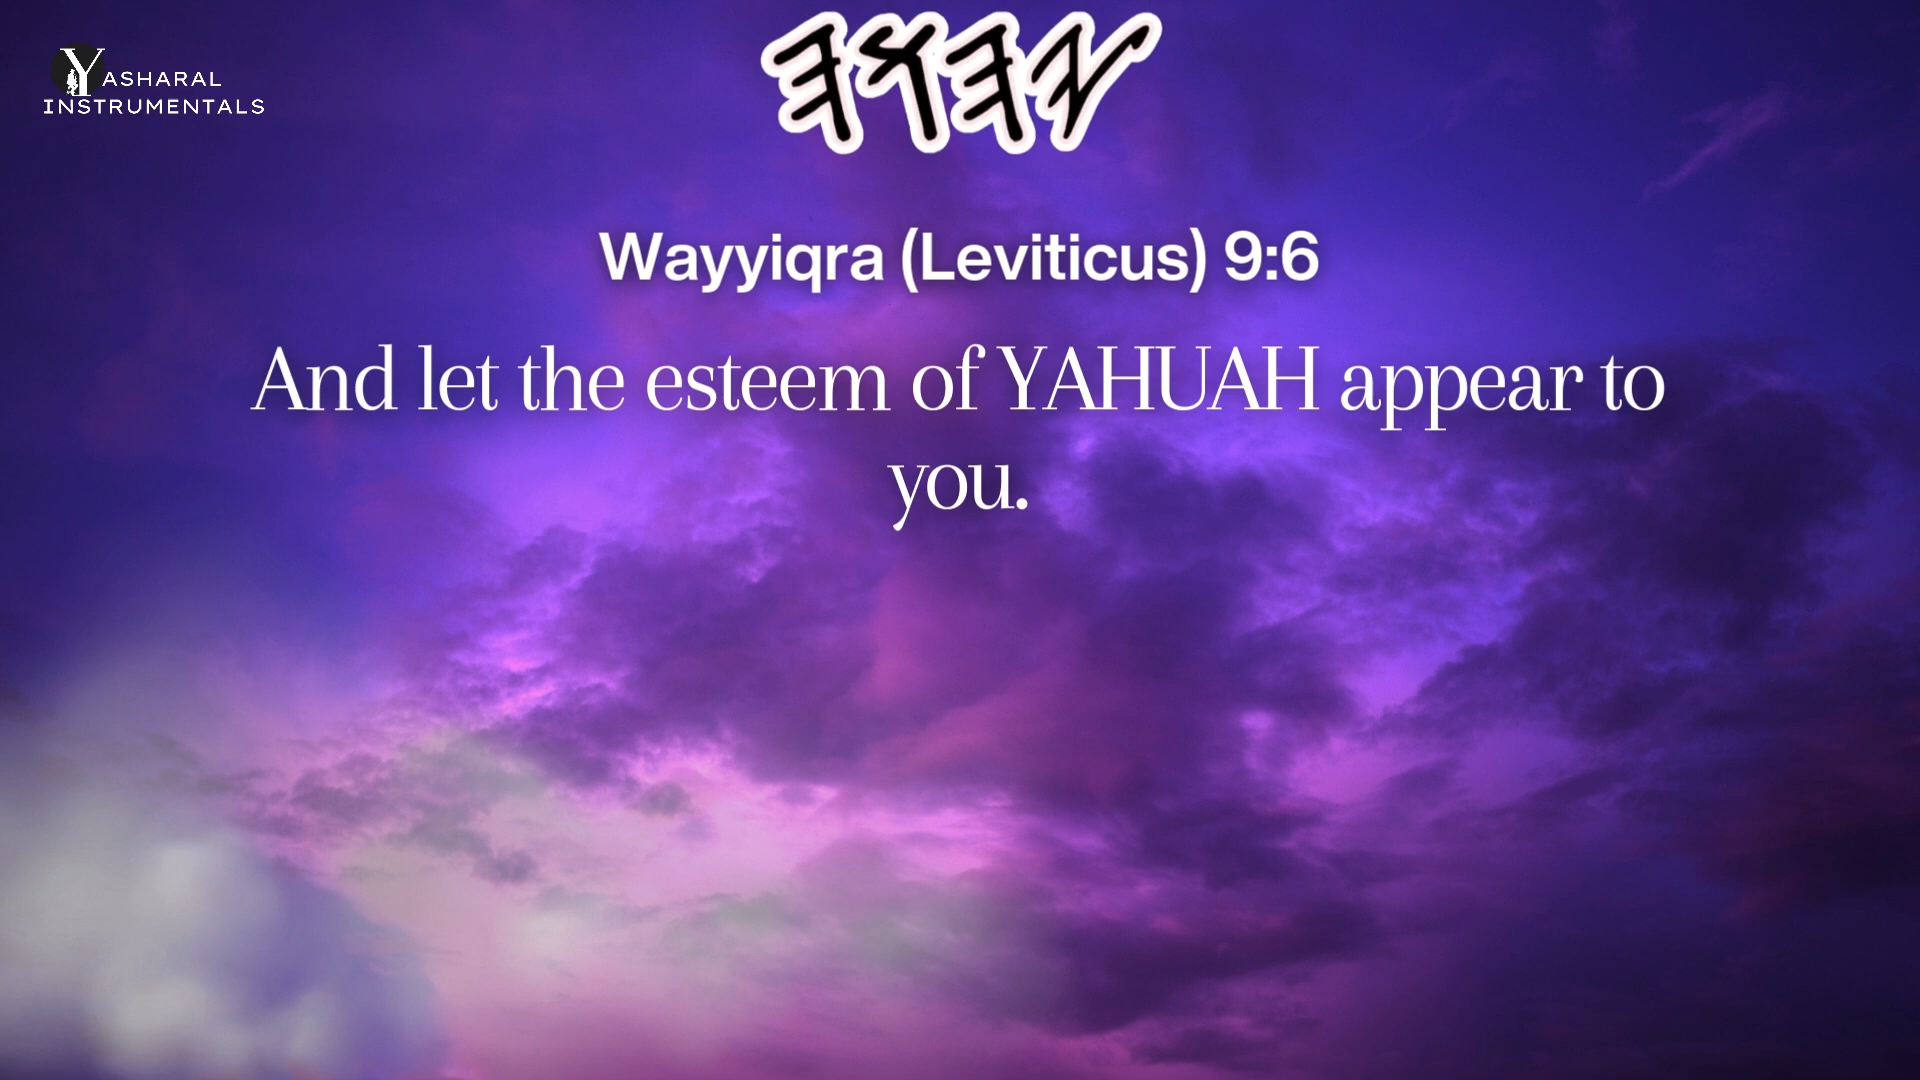 𐤉𐤄𐤅𐤄
YASHARAL
INSTRUMENTALS
Wayyiqra (Leviticus) 9:6
And let the esteem of YAHUAH appear to
you.